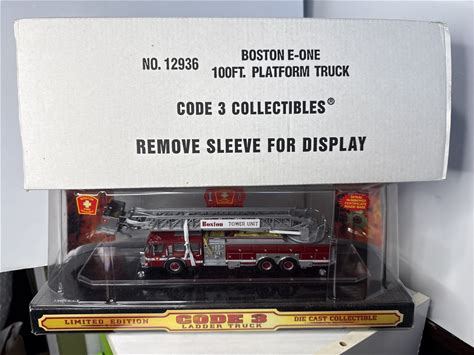 NO. 12936 BOSTON E-ONE
100FT. PLATFORM TRUCK
CODE 3 COLLECTIBLES®
REMOVE SLEEVE FOR DISPLAY
Boston TOWER UNIT
LIMITED EDITION CODE 3 DIE CAST COLLECTIBLE
LADDER TRUCK